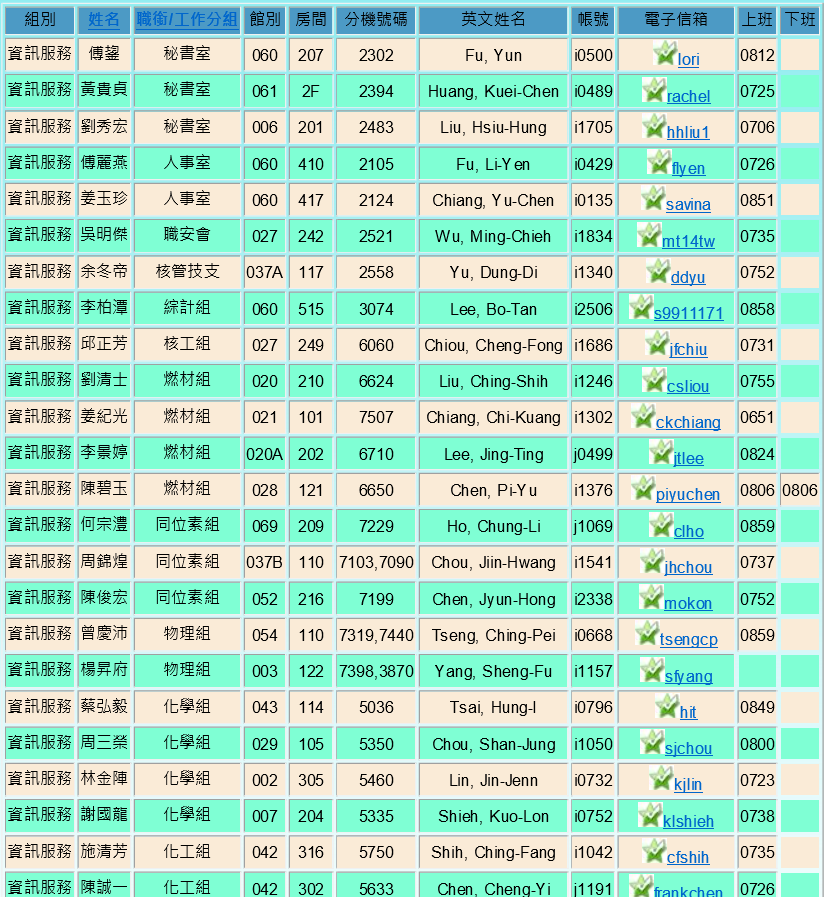 組別 姓名 職銜/工作分組 館別 房間 分機號碼 英文姓名 帳號 電子信箱 上班 下班
資訊服務 傅鋆 秘書室 060 207 2302 Fu, Yun i0500 lori 0812
資訊服務 黃貴貞 秘書室 061 2F 2394 Huang, Kuei-Chen i0489 rachel 0725
資訊服務 劉秀宏 秘書室 006 201 2483 Liu, Hsiu-Hung i1705 hhliu1 0706
資訊服務 傅麗燕 人事室 060 410 2105 Fu, Li-Yen i0429 flyen 0726
資訊服務 姜玉珍 人事室 060 417 2124 Chiang, Yu-Chen i0135 savina 0851
資訊服務 吳明傑 職安會 027 242 2521 Wu, Ming-Chieh i1834 mt14tw 0735
資訊服務 余冬帝 核管技支 037A 117 2558 Yu, Dung-Di i1340 ddyu 0752
資訊服務 李柏潭 綜計組 060 515 3074 Lee, Bo-Tan i2506 s9911171 0858
資訊服務 邱正芳 核工組 027 249 6060 Chiou, Cheng-Fong i1686 jfchiu 0731
資訊服務 劉清士 燃材組 020 210 6624 Liu, Ching-Shih i1246 csliou 0755
資訊服務 姜紀光 燃材組 021 101 7507 Chiang, Chi-Kuang i1302 ckchiang 0651
資訊服務 李景婷 燃材組 020A 202 6710 Lee, Jing-Ting j0499 jtlee 0824
資訊服務 陳碧玉 燃材組 028 121 6650 Chen, Pi-Yu i1376 piyuchen 0806 0806
資訊服務 何宗澧 同位素組 069 209 7229 Ho, Chung-Li j1069 clho 0859
資訊服務 周錦煌 同位素組 037B 110 7103,7090 Chou, Jiin-Hwang i1541 jhchou 0737
資訊服務 陳俊宏 同位素組 052 216 7199 Chen, Jyun-Hong i2338 mokon 0752
資訊服務 曾慶沛 物理組 054 110 7319,7440 Tseng, Ching-Pei i0668 tsengcp 0859
資訊服務 楊昇府 物理組 003 122 7398,3870 Yang, Sheng-Fu i1157 sfyang
資訊服務 蔡弘毅 化學組 043 114 5036 Tsai, Hung-I i0796 hit 0849
資訊服務 周三榮 化學組 029 105 5350 Chou, Shan-Jung i1050 sjchou 0800
資訊服務 林金陣 化學組 002 305 5460 Lin, Jin-Jenn i0732 kjlin 0723
資訊服務 謝國龍 化學組 007 204 5335 Shieh, Kuo-Lon i0752 klshieh 0738
資訊服務 施清芳 化工組 042 316 5750 Shih, Ching-Fang i1042 cfshih 0735
資訊服務 陳誠一 化工組 042 302 5633 Chen, Cheng-Yi j1191 frankchen 0726